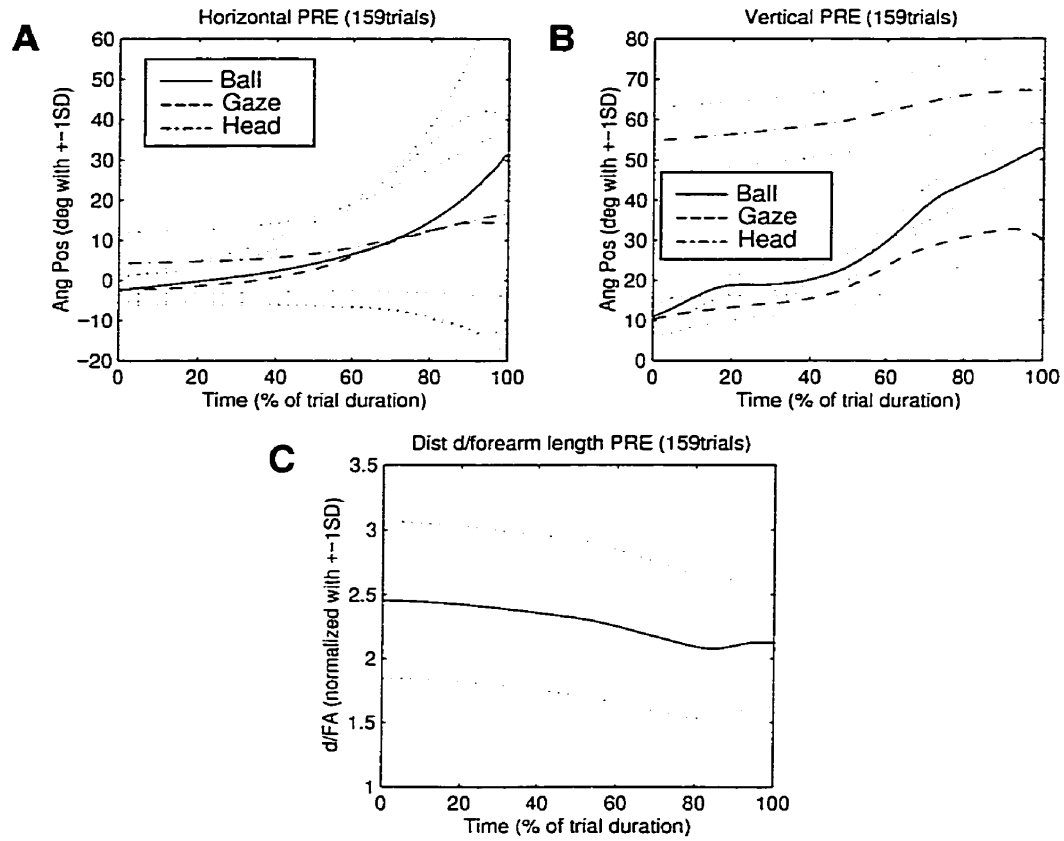 A
Horizontal PRE (159trials)
Ang Pos (deg with +-1SD)
60
50
40
30
20
10
0
-10
-20
Ball
Gaze
Head
0 20 40 60 80 100
Time (% of trial duration)
B
Vertical PRE (159trials)
Ang Pos (deg with +-1SD)
80
70
60
50
40
30
20
10
0
Ball
Gaze
Head
0 20 40 60 80 100
Time (% of trial duration)
C
Dist d/forearm length PRE (159trials)
d/FA (normalized with +-1SD)
3.5
3
2.5
2
1.5
1
0 20 40 60 80 100
Time (% of trial duration)